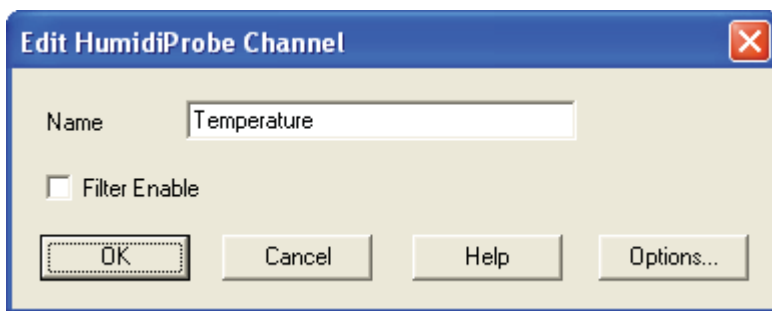 Edit HumidiProbe Channel
Name Temperature
Filter Enable
OK Cancel Help Options...